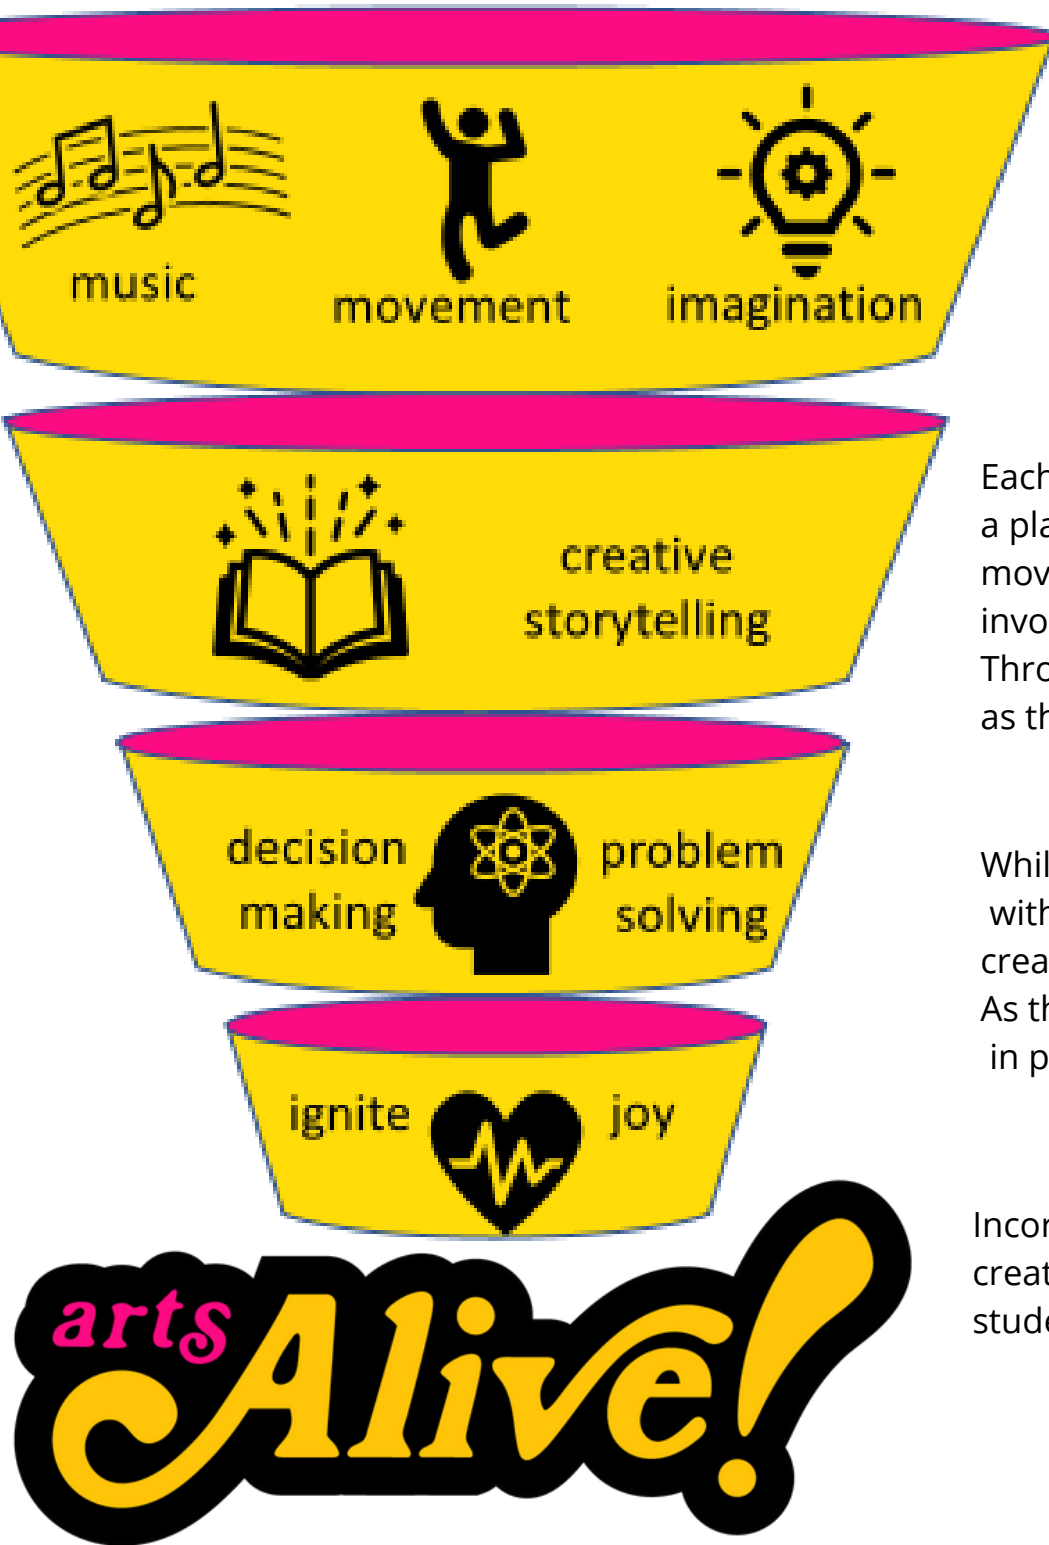 music
movement
imagination
creative
storytelling
Each
a pla
mov
invo
Thro
as th
decision
making
problem
solving
Whil
with
crea
As th
in p
ignite
joy
Incor
creat
stude
arts
Alive!